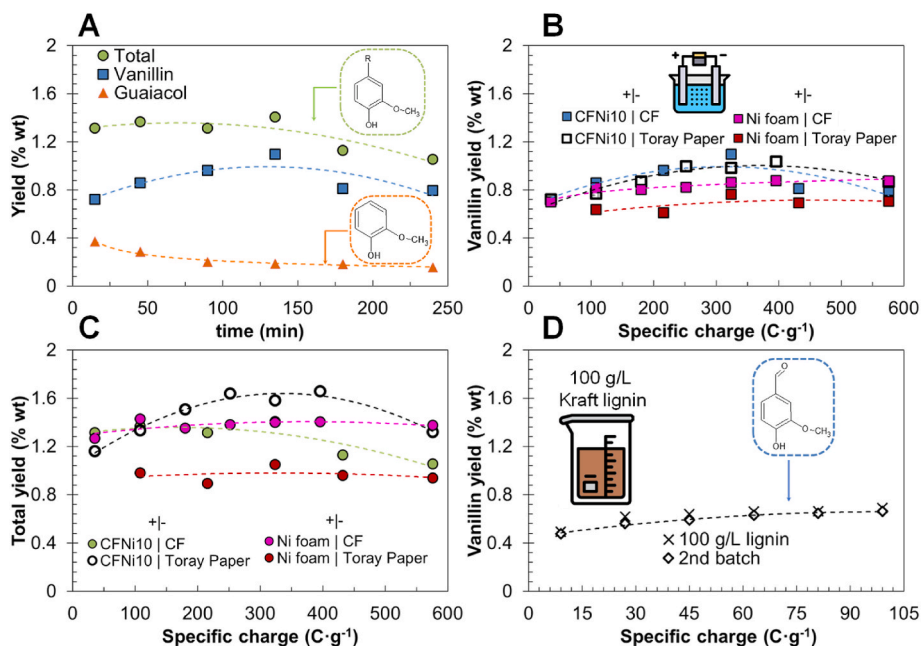 A
2
1.6
1.2
0.8
0.4
0
Yield (% wt)
Total
Vanillin
Guaiacol
R
O
CH₃
OH
O
CH₃
OH
0
50
100
150
200
250
time (min)
B
2
1.6
1.2
0.8
0.4
0
Vanillin yield (% wt)
+
−
+|-
+|-
CFNi10 | CF
Ni foam | CF
CFNi10 | Toray Paper
Ni foam | Toray Paper
0
100
200
300
400
500
600
Specific charge (C·g⁻¹)
C
2
1.6
1.2
0.8
0.4
0
Total yield (% wt)
+|-
+|-
CFNi10 | CF
Ni foam | CF
CFNi10 | Toray Paper
Ni foam | Toray Paper
0
100
200
300
400
500
600
Specific charge (C·g⁻¹)
D
2
1.6
1.2
0.8
0.4
0
Vanillin yield (% wt)
100 g/L
Kraft lignin
O
O
CH₃
OH
100 g/L lignin
2nd batch
0
15
30
45
60
75
90
105
Specific charge (C·g⁻¹)